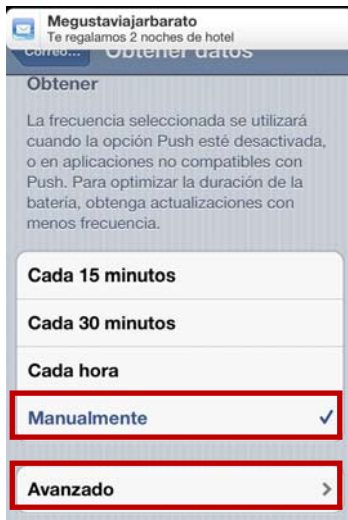 Megustaviajarbarato
Te regalamos 2 noches de hotel
Correo... Obtener datos
Obtener
La frecuencia seleccionada se utilizará
cuando la opción Push esté desactivada,
o en aplicaciones no compatibles con
Push. Para optimizar la duración de la
batería, obtenga actualizaciones con
menos frecuencia.
Cada 15 minutos
Cada 30 minutos
Cada hora
Manualmente
Avanzado